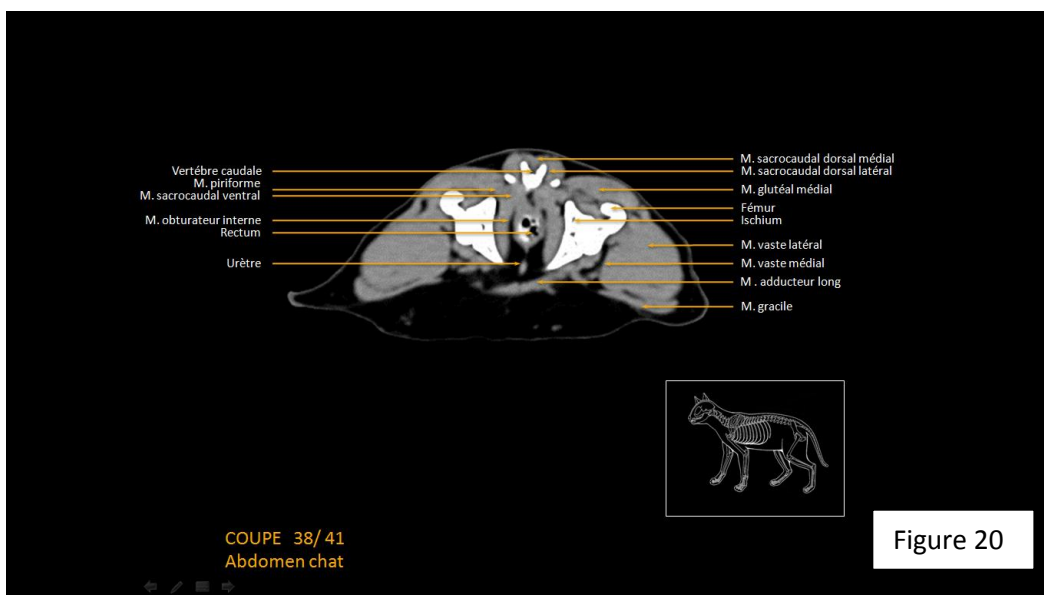 Vertébre caudale
M. piriforme
M. sacrocaudal ventral
M. obturateur interne
Rectum
Urètre
M. sacrocaudal dorsal médial
M. sacrocaudal dorsal latéral
M. glutéal médial
Fémur
Ischium
M. vaste latéral
M. vaste médial
M . adducteur long
M. gracile
COUPE 38/ 41
Abdomen chat
Figure 20